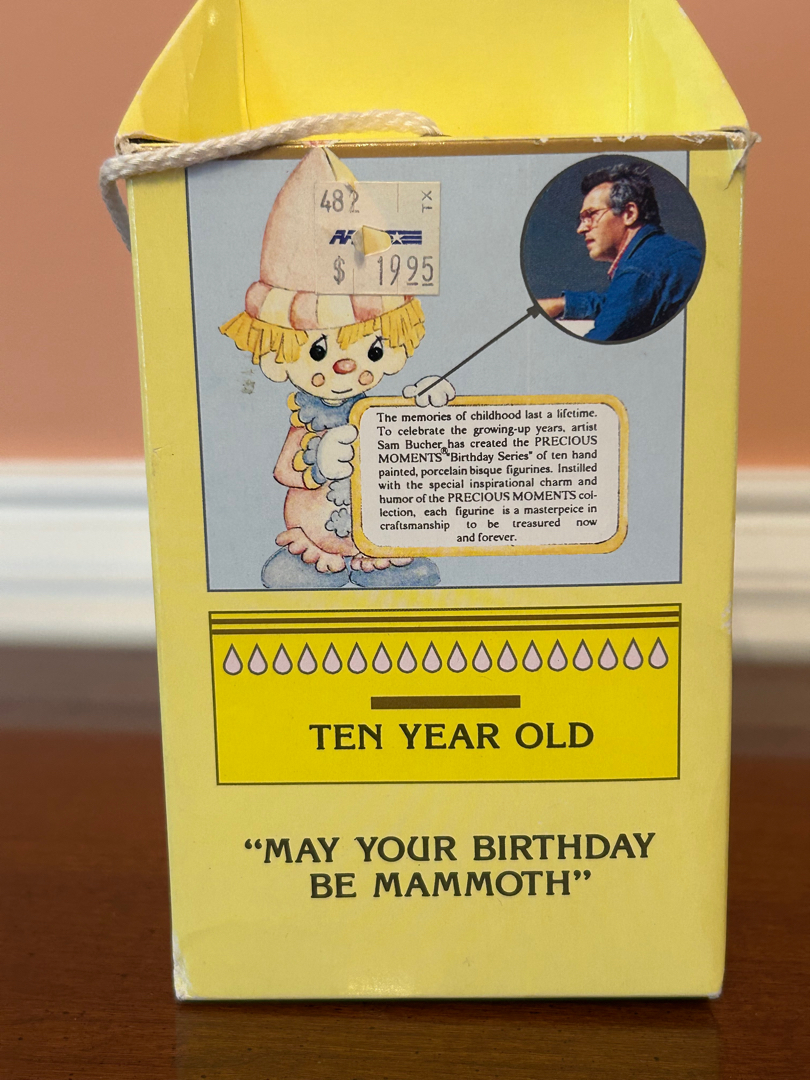 482 TX
$ 19.95
The memories of childhood last a lifetime.
To celebrate the growing-up years, artist
Sam Bucher has created the PRECIOUS
MOMENTS® "Birthday Series" of ten hand
painted, porcelain bisque figurines. Instilled
with the special inspirational charm and
humor of the PRECIOUS MOMENTS col-
lection, each figurine is a masterpeice in
craftsmanship to be treasured now
and forever.
TEN YEAR OLD
“MAY YOUR BIRTHDAY
BE MAMMOTH”